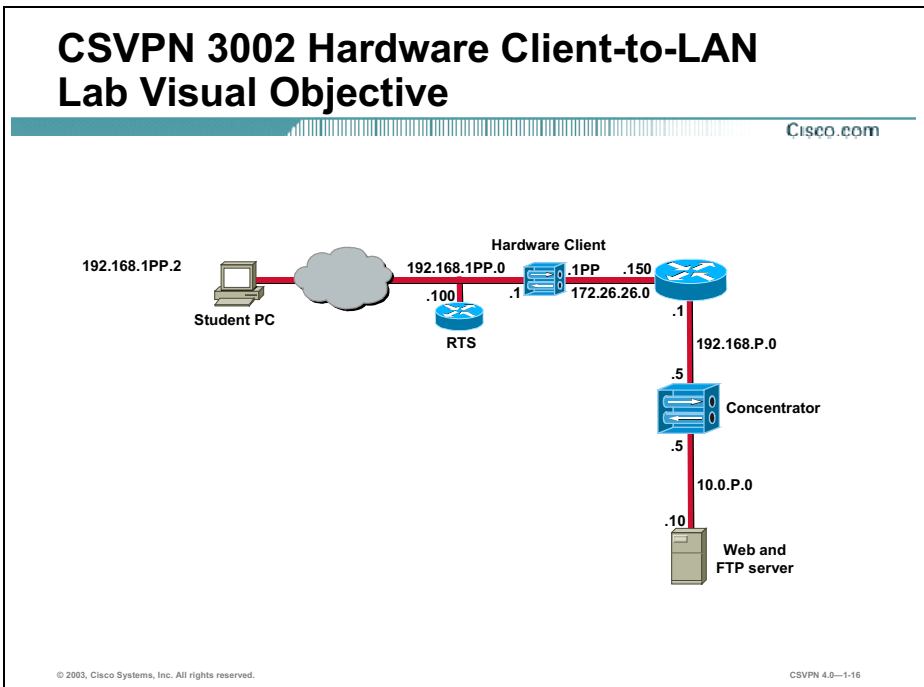 CSVPN 3002 Hardware Client-to-LAN
Lab Visual Objective
Cisco.com
Hardware Client
192.168.1PP.2
192.168.1PP.0
.1PP
.150
.100
.1
172.26.26.0
Student PC
RTS
.1
192.168.P.0
.5
Concentrator
.5
10.0.P.0
.10
Web and
FTP server
© 2003, Cisco Systems, Inc. All rights reserved.
CSVPN 4.0—1-16